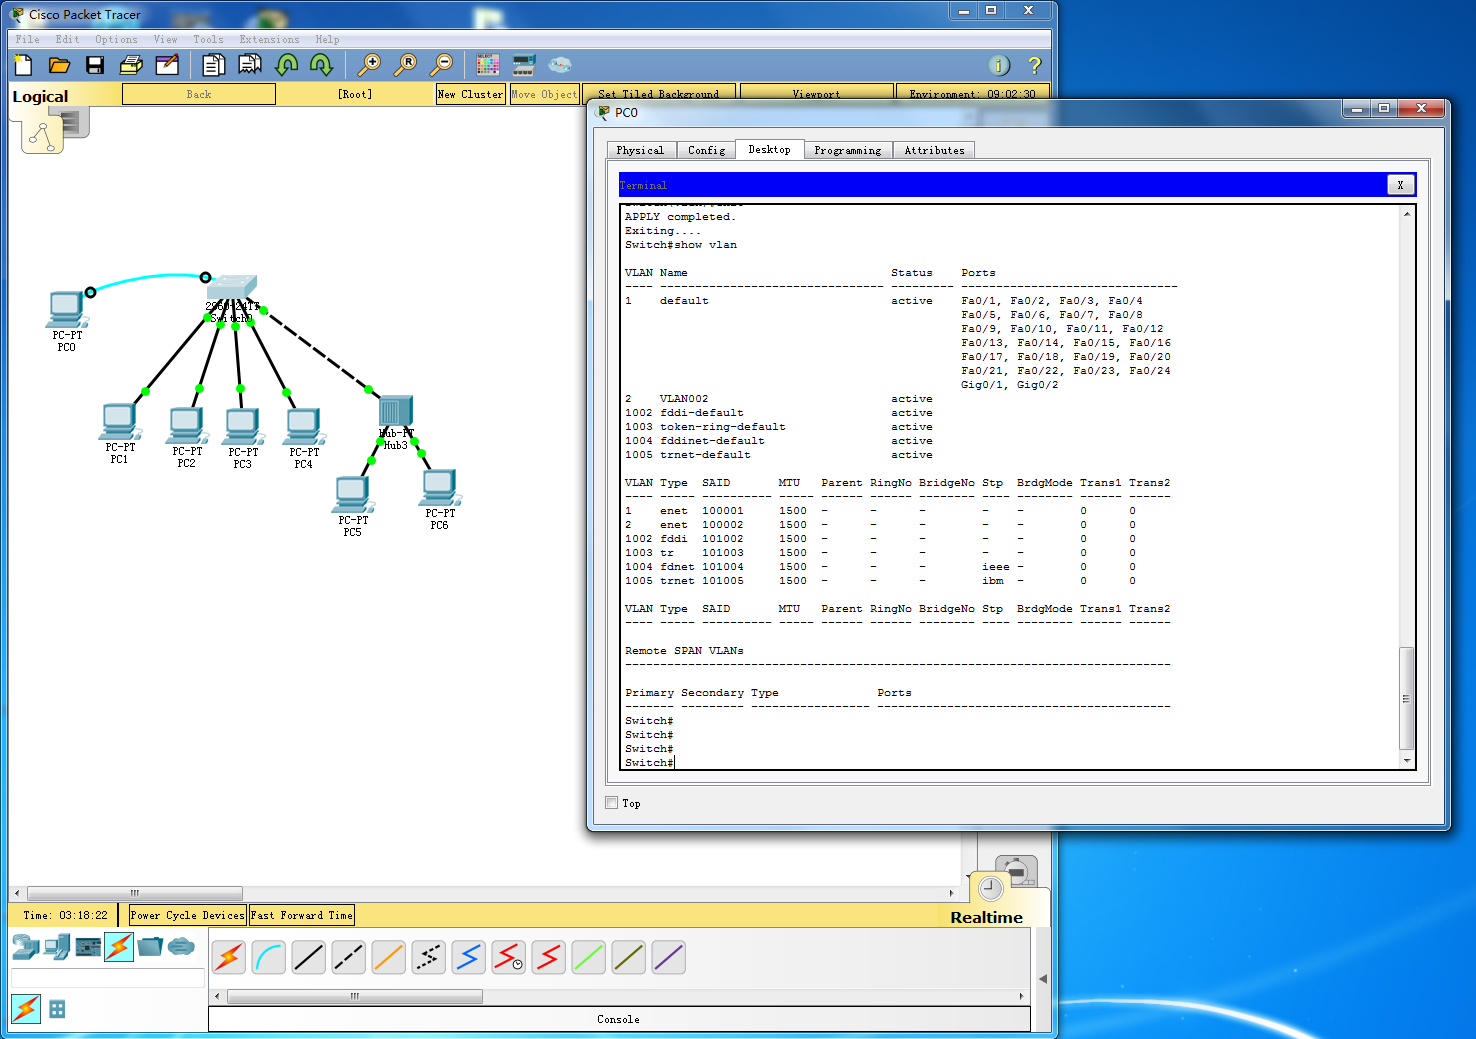 Cisco Packet Tracer
File Edit Options View Tools Extensions Help
Logical
Back
[Root]
New Cluster
Move Object
Set Tiled Background
Viewport
Environment: 09:02:30
PC-PT
PC0
2960-24TT
Switch0
PC-PT
PC1
PC-PT
PC2
PC-PT
PC3
PC-PT
PC4
Hub-PT
Hub3
PC-PT
PC5
PC-PT
PC6
PC0
Physical Config Desktop Programming Attributes
Terminal
X
APPLY completed.
Exiting....
Switch#show vlan
VLAN Name Status Ports
---- -------------------------------- --------- -------------------------------
1 default active Fa0/1, Fa0/2, Fa0/3, Fa0/4
Fa0/5, Fa0/6, Fa0/7, Fa0/8
Fa0/9, Fa0/10, Fa0/11, Fa0/12
Fa0/13, Fa0/14, Fa0/15, Fa0/16
Fa0/17, Fa0/18, Fa0/19, Fa0/20
Fa0/21, Fa0/22, Fa0/23, Fa0/24
Gig0/1, Gig0/2
2 VLAN002 active
1002 fddi-default active
1003 token-ring-default active
1004 fddinet-default active
1005 trnet-default active
VLAN Type SAID MTU Parent RingNo BridgeNo Stp BrdgMode Trans1 Trans2
---- ----- ---------- ----- ------ ------ -------- ---- -------- ------ ------
1 enet 100001 1500 - - - - - 0 0
2 enet 100002 1500 - - - - - 0 0
1002 fddi 101002 1500 - - - - - 0 0
1003 tr 101003 1500 - - - - - 0 0
1004 fdnet 101004 1500 - - - ieee - 0 0
1005 trnet 101005 1500 - - - ibm - 0 0
VLAN Type SAID MTU Parent RingNo BridgeNo Stp BrdgMode Trans1 Trans2
---- ----- ---------- ----- ------ ------ -------- ---- -------- ------ ------
Remote SPAN VLANs
------------------------------------------------------------------------------
Primary Secondary Type Ports
------- --------- ----------------- ------------------------------------------
Switch#
Switch#
Switch#
Switch#
Top
Time: 03:18:22
Power Cycle Devices
Fast Forward Time
Realtime
Console